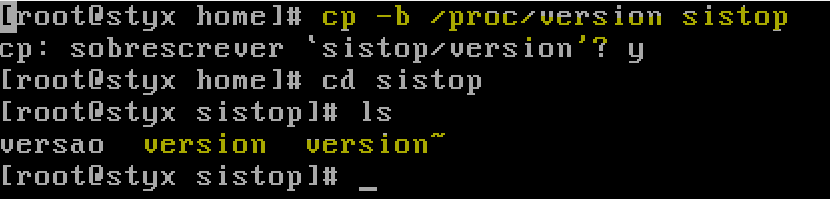 [root@styx home]# cp -b /proc/version sistop
cp: sobrescrever `sistop/version'? y
[root@styx home]# cd sistop
[root@styx sistop]# ls
versao  version  version~
[root@styx sistop]# _